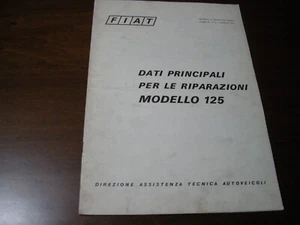 FIAT
DATI PRINCIPALI
PER LE RIPARAZIONI
MODELLO 125
DIREZIONE ASSISTENZA TECNICA AUTOVEICOLI